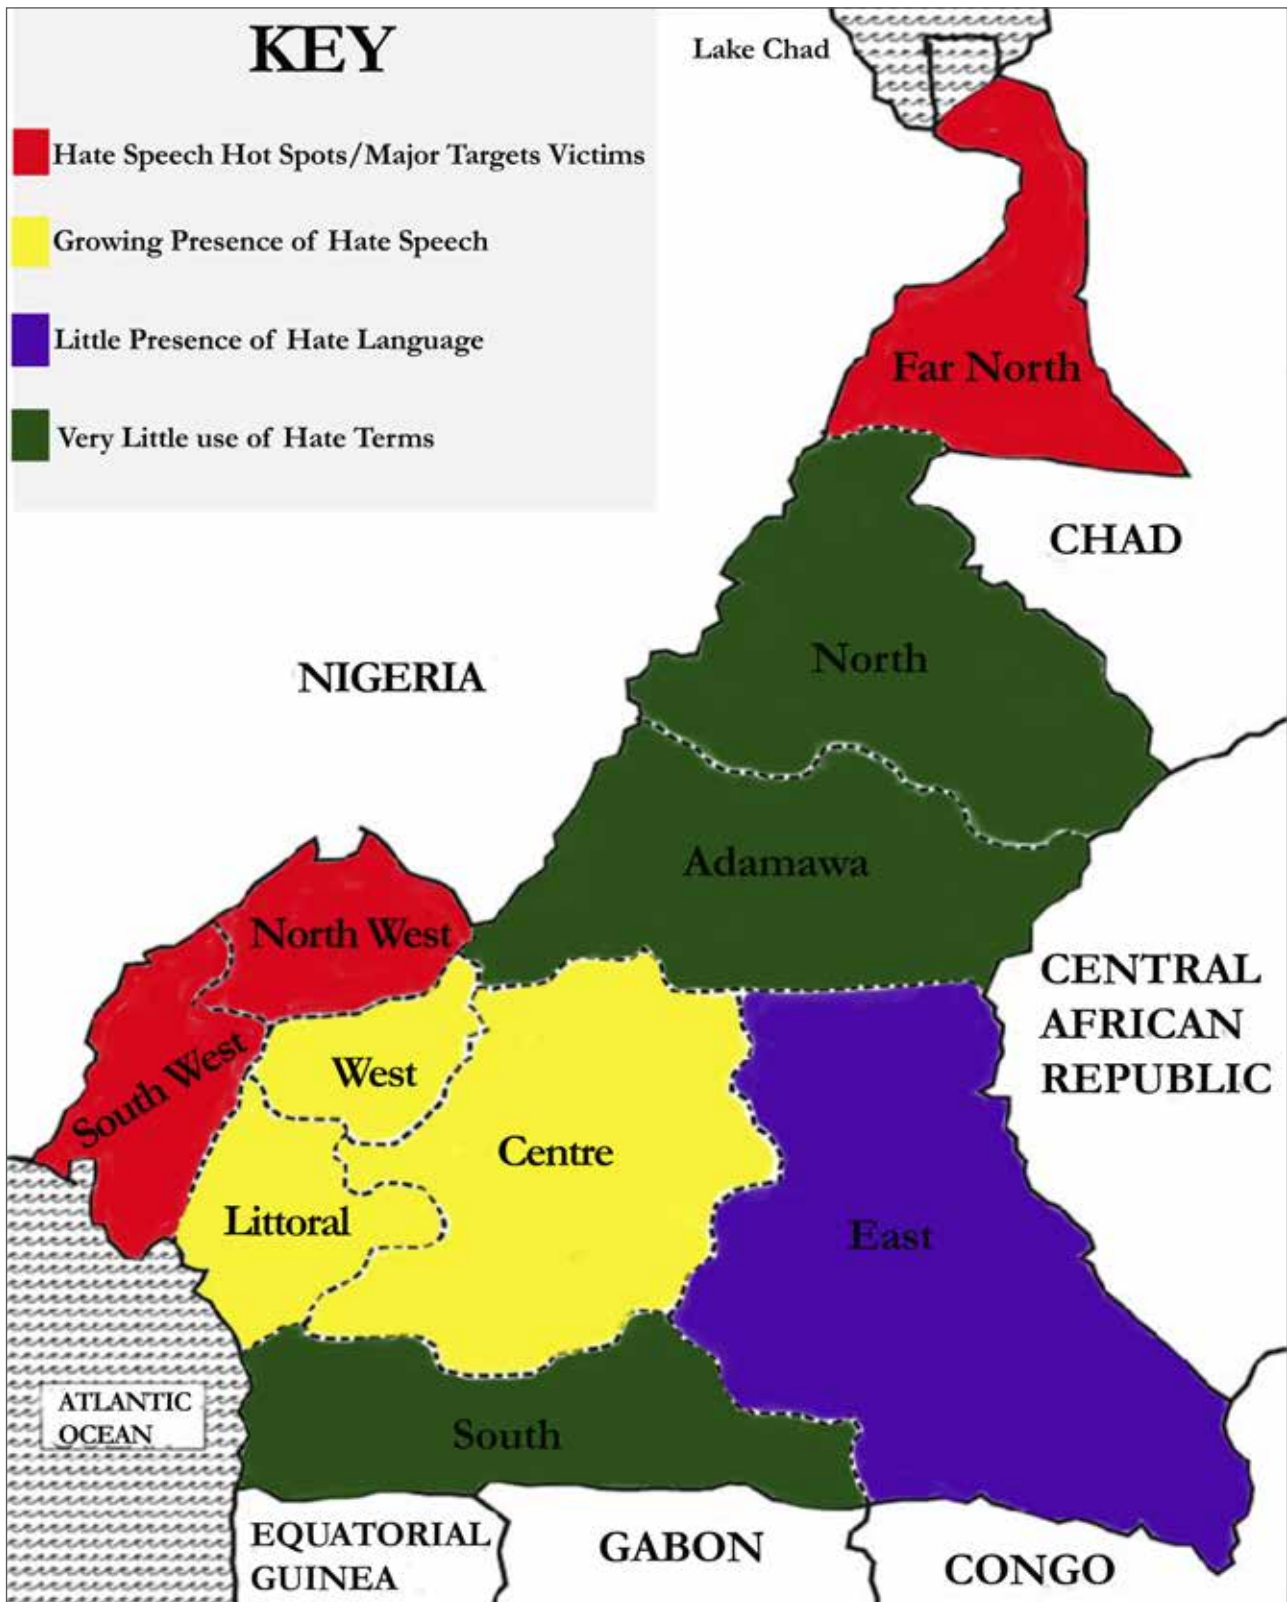 KEY
Hate Speech Hot Spots/Major Targets Victims
Growing Presence of Hate Speech
Little Presence of Hate Language
Very Little use of Hate Terms
Lake Chad
Far North
CHAD
North
NIGERIA
Adamawa
North West
CENTRAL
AFRICAN
REPUBLIC
South West
West
Centre
Littoral
East
ATLANTIC
OCEAN
South
EQUATORIAL
GUINEA
GABON
CONGO